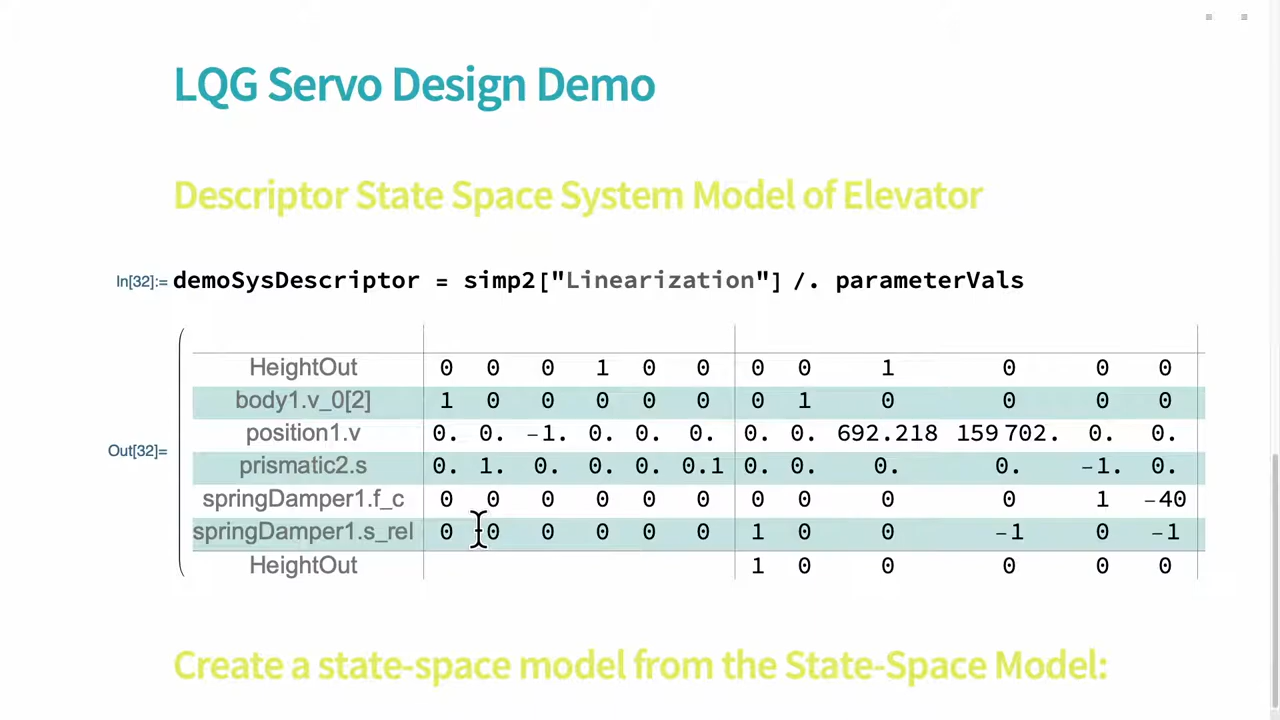 LQG Servo Design Demo
Descriptor State Space System Model of Elevator
In[32]:= demoSysDescriptor = simp2["Linearization"] /. parameterVals
Out[32]=
HeightOut 0 0 0 1 0 0 0 0 1 0 0 0
body1.v_0[2] 1 0 0 0 0 0 0 1 0 0 0 0
position1.v 0. 0. -1. 0. 0. 0. 0. 0. 692.218 159 702. 0. 0.
prismatic2.s 0. 1. 0. 0. 0. 0.1 0. 0. 0. 0. -1. 0.
springDamper1.f_c 0 0 0 0 0 0 0 0 0 0 1 -40
springDamper1.s_rel 0 0 0 0 0 0 1 0 0 -1 0 -1
HeightOut 1 0 0 0 0 0
Create a state-space model from the State-Space Model: